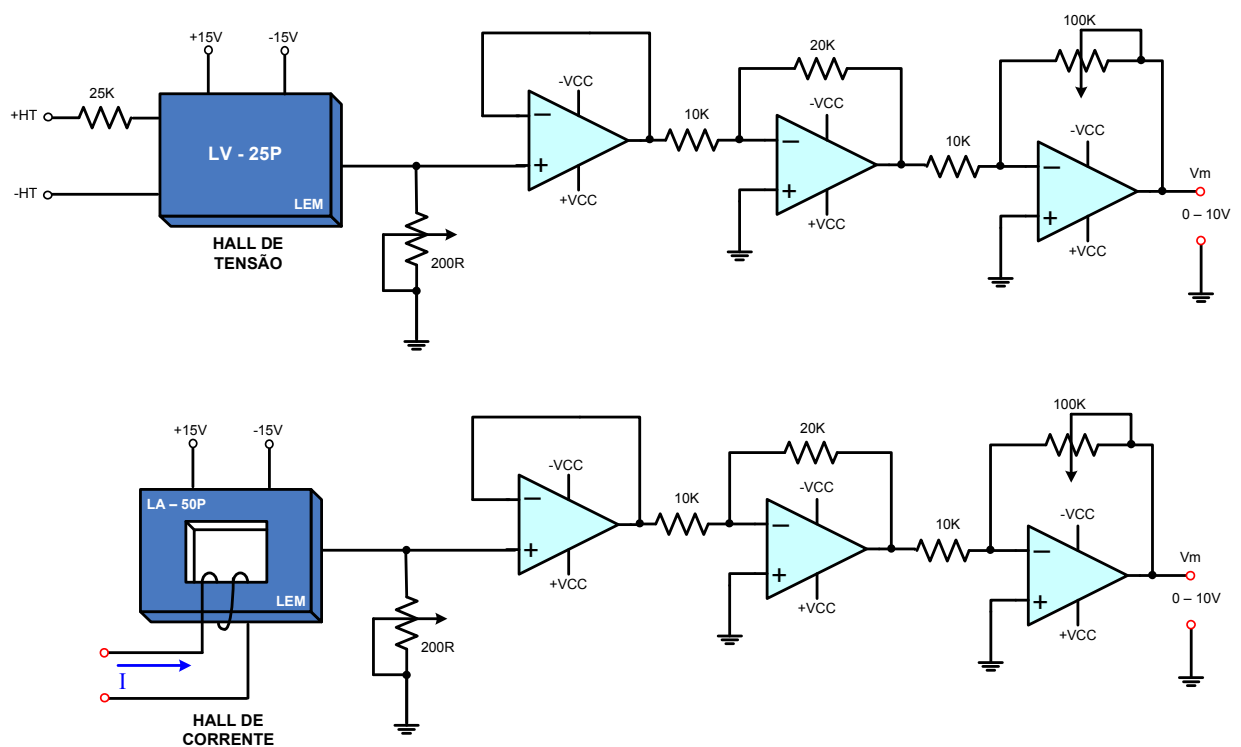 +15V
-15V
25K
+HT
-HT
LV - 25P
LEM
HALL DE
TENSÃO
200R
-VCC
+VCC
10K
20K
-VCC
+VCC
10K
100K
-VCC
+VCC
Vm
0 – 10V
+15V
-15V
LA – 50P
LEM
I
HALL DE
CORRENTE
200R
-VCC
+VCC
10K
20K
-VCC
+VCC
10K
100K
-VCC
+VCC
Vm
0 – 10V